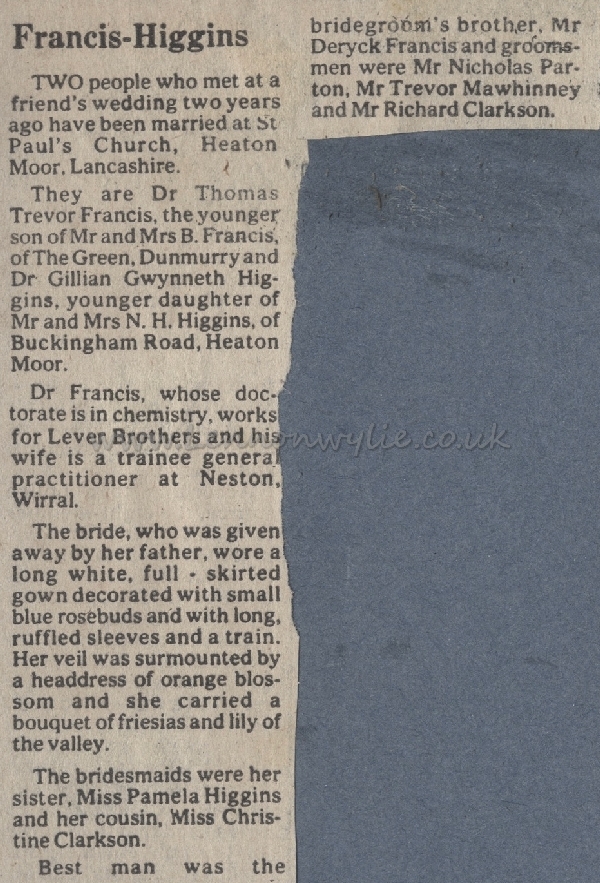 Francis-Higgins
TWO people who met at a
friend's wedding two years
ago have been married at St
Paul's Church, Heaton
Moor, Lancashire.
They are Dr Thomas
Trevor Francis, the younger
son of Mr and Mrs B. Francis,
of The Green, Dunmurry and
Dr Gillian Gwynneth Hig-
gins, younger daughter of
Mr and Mrs N. H. Higgins, of
Buckingham Road, Heaton
Moor.
Dr Francis, whose doc-
torate is in chemistry, works
for Lever Brothers and his
wife is a trainee general
practitioner at Neston,
Wirral.
The bride, who was given
away by her father, wore a
long white, full - skirted
gown decorated with small
blue rosebuds and with long,
ruffled sleeves and a train.
Her veil was surmounted by
a headdress of orange blos-
som and she carried a
bouquet of friesias and lily of
the valley.
The bridesmaids were her
sister, Miss Pamela Higgins
and her cousin, Miss Chris-
tine Clarkson.
Best man was the
bridegroom's brother, Mr
Deryck Francis and grooms-
men were Mr Nicholas Par-
ton, Mr Trevor Mawhinney
and Mr Richard Clarkson.